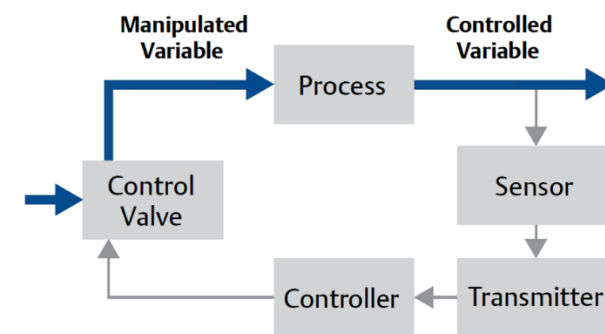 Manipulated
Variable
Controlled
Variable
Process
Control
Valve
Sensor
Controller
Transmitter